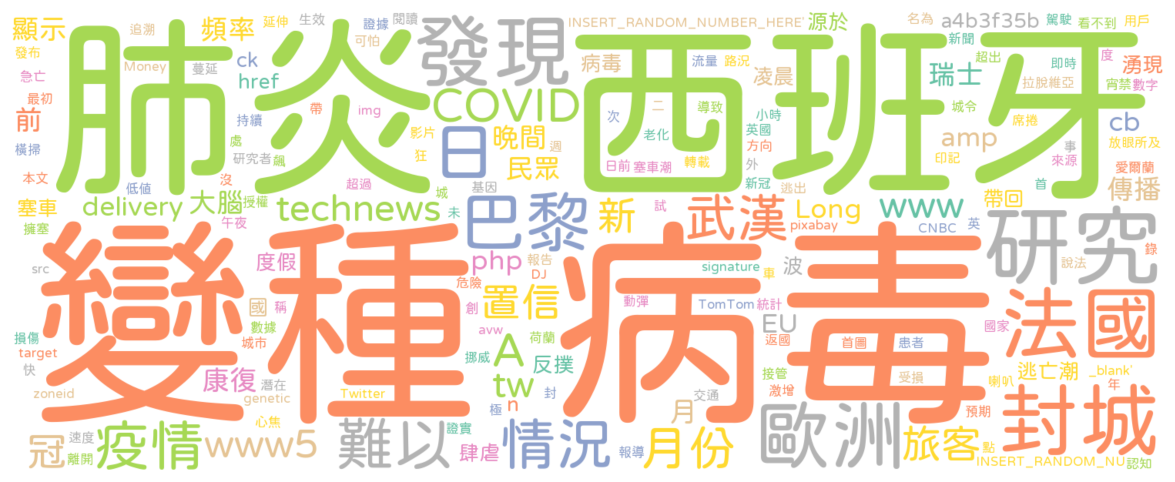 顯示
追溯
延伸
生效
證據
閱讀
INSERT_RANDOM_NUMBER_HERE'
源於
名為
a4b3f35b
駕駛
看不到
用戶
發布
頻率
可怕
發現
病毒
流量
路況
新聞
超出
即時
度
湧現
急亡
Money
蔓延
ck
href
凌晨
瑞士
拉脫維亞
宵禁
數字
肺炎
西班牙
最初
前
帶
img
COVID
二
導致
小時
城令
席捲
cb
持續
影片
次
老化
英國
方向
amp
放眼所及
橫掃
處
研究者
飆
狂
日
晚間
週
日前
塞車潮
轉載
外
印記
事
來源
愛爾蘭
本文
低值
沒
超過
民眾
基因
新冠
首
傳播
塞車
delivery
大腦
授權
城
technews
未
巴黎
新
試
武漢
逃出
Long
www
帶回
擁塞
午夜
pixabay
CNBC
英
研究
錄
變種
病毒
src
度假
php
報告
DJ
signature
車
波
說法
危險
國
稱
置信
創
動彈
TomTom
統計
EU
國家
法國
損傷
數據
城市
avw
A
荷蘭
返國
首圖
患者
target
快
康復
潛在
挪威
tw
反撲
接管
受損
喇叭
逃亡潮
_blank'
年
zoneid
genetic
Twitter
n
極
封
月
交通
激增
預期
封城
心焦
冠
速度
離開
疫情
www5
難以
證實
肆虐
情況
報導
月份
歐洲
旅客
點
INSERT_RANDOM_NU
認知